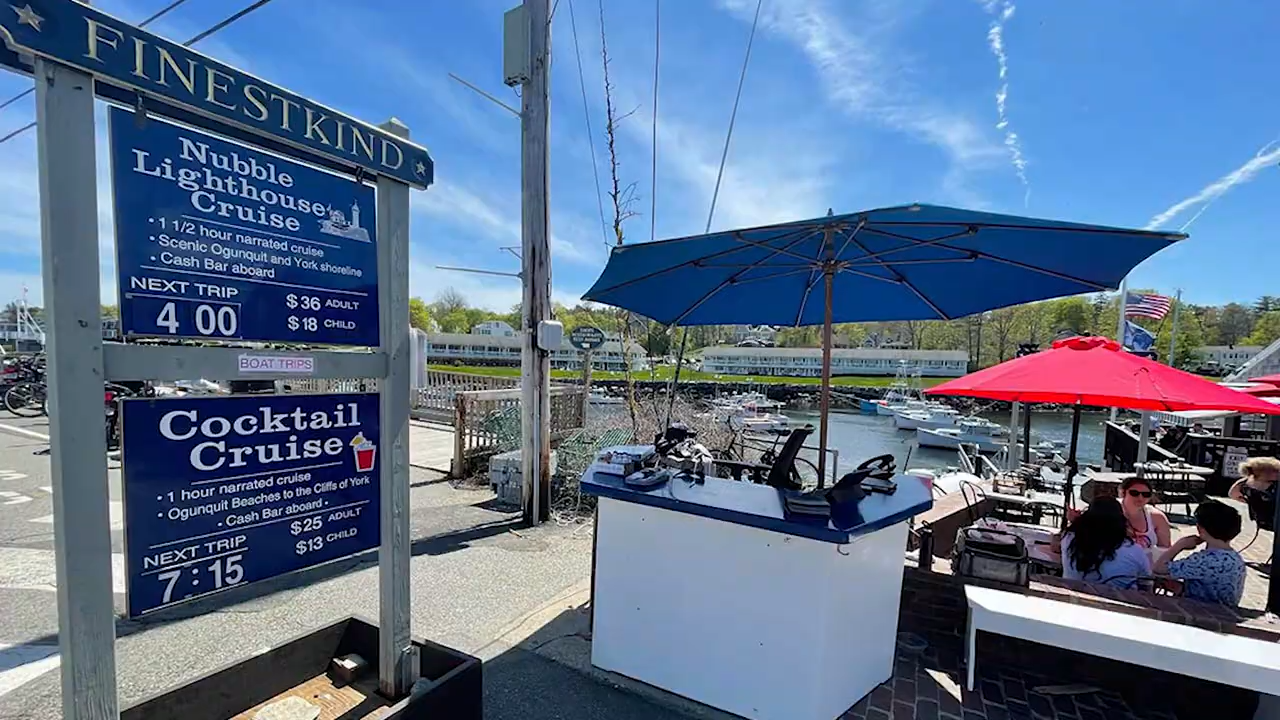 FINESTKIND
Nubble
Lighthouse
Cruise
• 1 1/2 hour narrated cruise
• Scenic Ogunquit and York shoreline
• Cash Bar aboard
NEXT TRIP
4 00
$36 ADULT
$18 CHILD
BOAT TRIPS
Cocktail
Cruise
• 1 hour narrated cruise
• Ogunquit Beaches to the Cliffs of York
• Cash Bar aboard •
NEXT TRIP
7:15
$25 ADULT
$13 CHILD